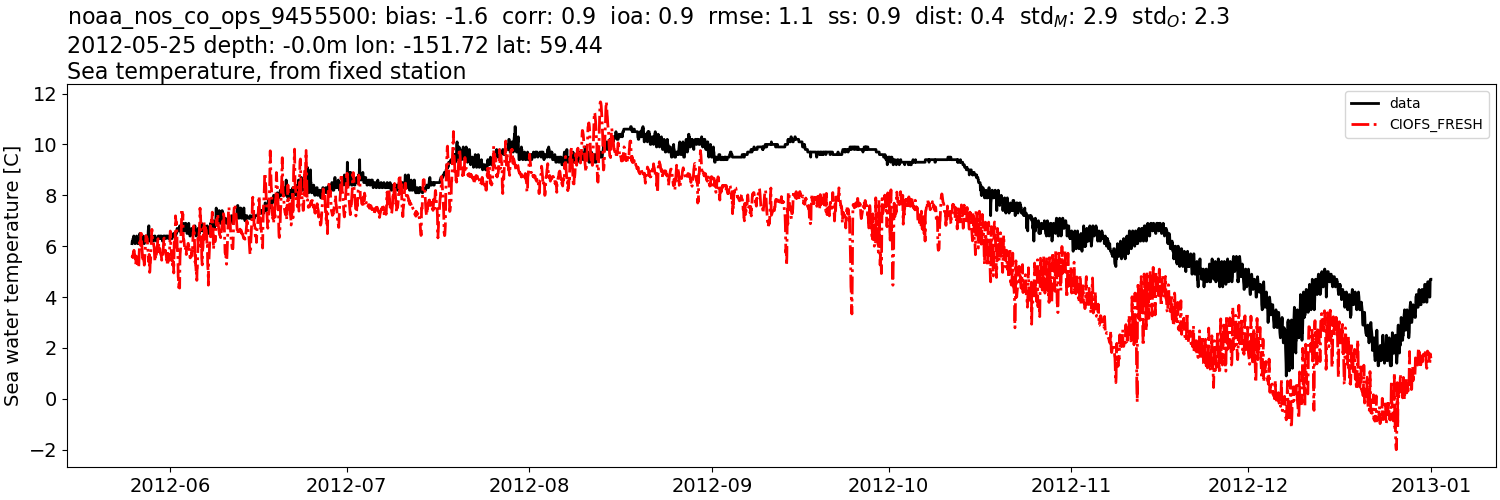 noaa_nos_co_ops_9455500: bias: -1.6 corr: 0.9 ioa: 0.9 rmse: 1.1 ss: 0.9 dist: 0.4 std_M: 2.9 std_O: 2.3
2012-05-25 depth: -0.0m lon: -151.72 lat: 59.44
Sea temperature, from fixed station
Sea water temperature [C]
12
10
8
6
4
2
0
−2
data
CIOFS_FRESH
2012-06 2012-07 2012-08 2012-09 2012-10 2012-11 2012-12 2013-01